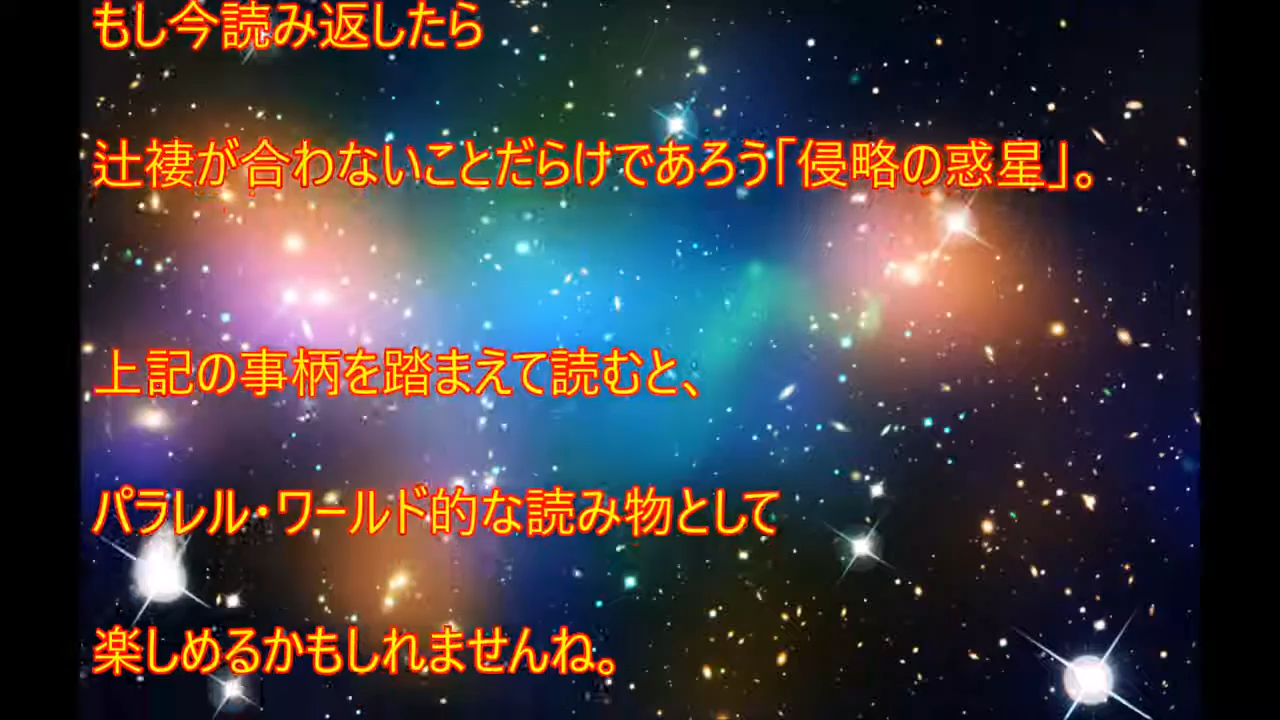 もし今読み返したら
辻褄が合わないことだらけであろう「侵略の惑星」。
上記の事柄を踏まえて読むと、
パラレル・ワールド的な読み物として
楽しめるかもしれませんね。